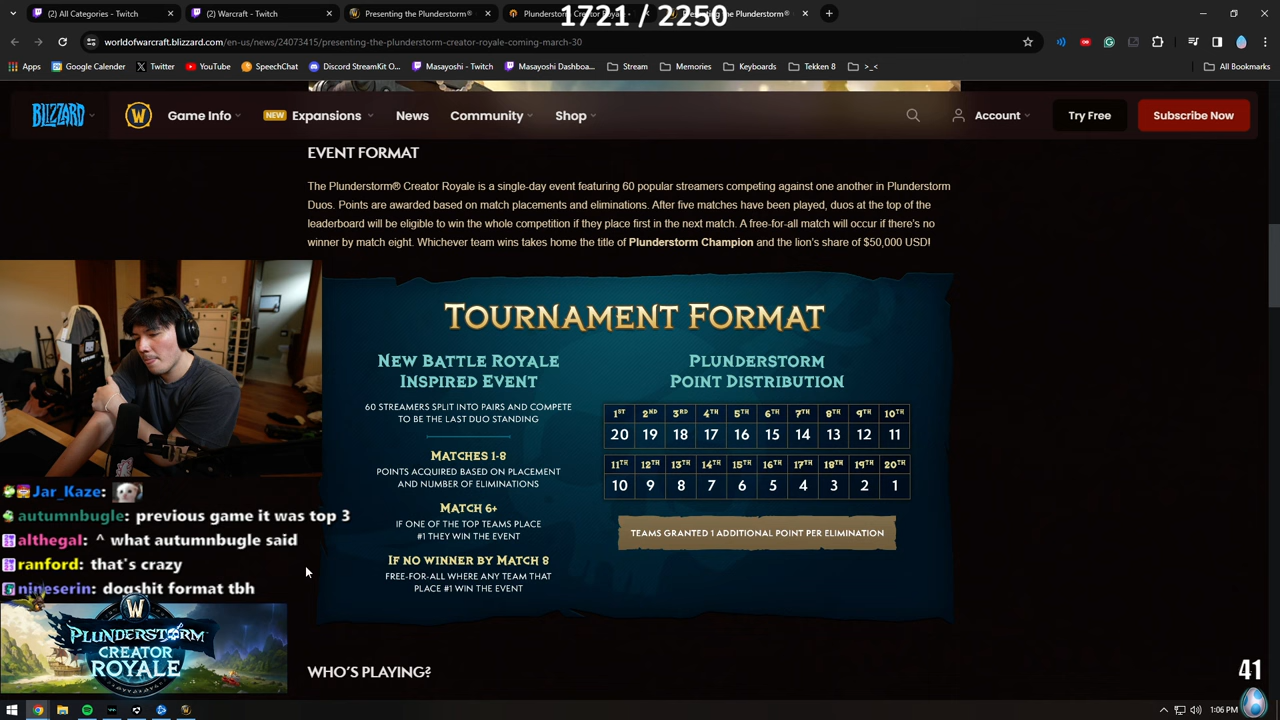 (2) All Categories - Twitch
(2) Warcraft - Twitch
Presenting the Plunderstorm®
Plunderstorm Creator Royale
Presenting the Plunderstorm®
1721 / 2250
worldofwarcraft.blizzard.com/en-us/news/24073415/presenting-the-plunderstorm-creator-royale-coming-march-30
Apps
Google Calendar
Twitter
YouTube
SpeechChat
Discord StreamKit O...
Masayoshi - Twitch
Masayoshi Dashboa...
Stream
Memories
Keyboards
Tekken 8
>_<
All Bookmarks
BLIZZARD
W
Game Info
NEW
Expansions
News
Community
Shop
Account
Try Free
Subscribe Now
EVENT FORMAT
The Plunderstorm® Creator Royale is a single-day event featuring 60 popular streamers competing against one another in Plunderstorm
Duos. Points are awarded based on match placements and eliminations. After five matches have been played, duos at the top of the
leaderboard will be eligible to win the whole competition if they place first in the next match. A free-for-all match will occur if there's no
winner by match eight. Whichever team wins takes home the title of Plunderstorm Champion and the lion's share of $50,000 USD!
TOURNAMENT FORMAT
NEW BATTLE ROYALE
INSPIRED EVENT
60 STREAMERS SPLIT INTO PAIRS AND COMPETE
TO BE THE LAST DUO STANDING
MATCHES 1-8
POINTS ACQUIRED BASED ON PLACEMENT
AND NUMBER OF ELIMINATIONS
MATCH 6+
IF ONE OF THE TOP TEAMS PLACE
#1 THEY WIN THE EVENT
IF NO WINNER BY MATCH 8
FREE-FOR-ALL WHERE ANY TEAM THAT
PLACE #1 WIN THE EVENT
PLUNDERSTORM
POINT DISTRIBUTION
1ST 2ND 3RD 4TH 5TH 6TH 7TH 8TH 9TH 10TH
20 19 18 17 16 15 14 13 12 11
11TH 12TH 13TH 14TH 15TH 16TH 17TH 18TH 19TH 20TH
10 9 8 7 6 5 4 3 2 1
TEAMS GRANTED 1 ADDITIONAL POINT PER ELIMINATION
Jar_Kaze:
autumnbugle: previous game it was top 3
althegal: ^ what autumnbugle said
ranford: that's crazy
nineserin: dogshit format tbh
W
PLUNDERSTORM
CREATOR
ROYALE
WHO'S PLAYING?
41
1:06 PM